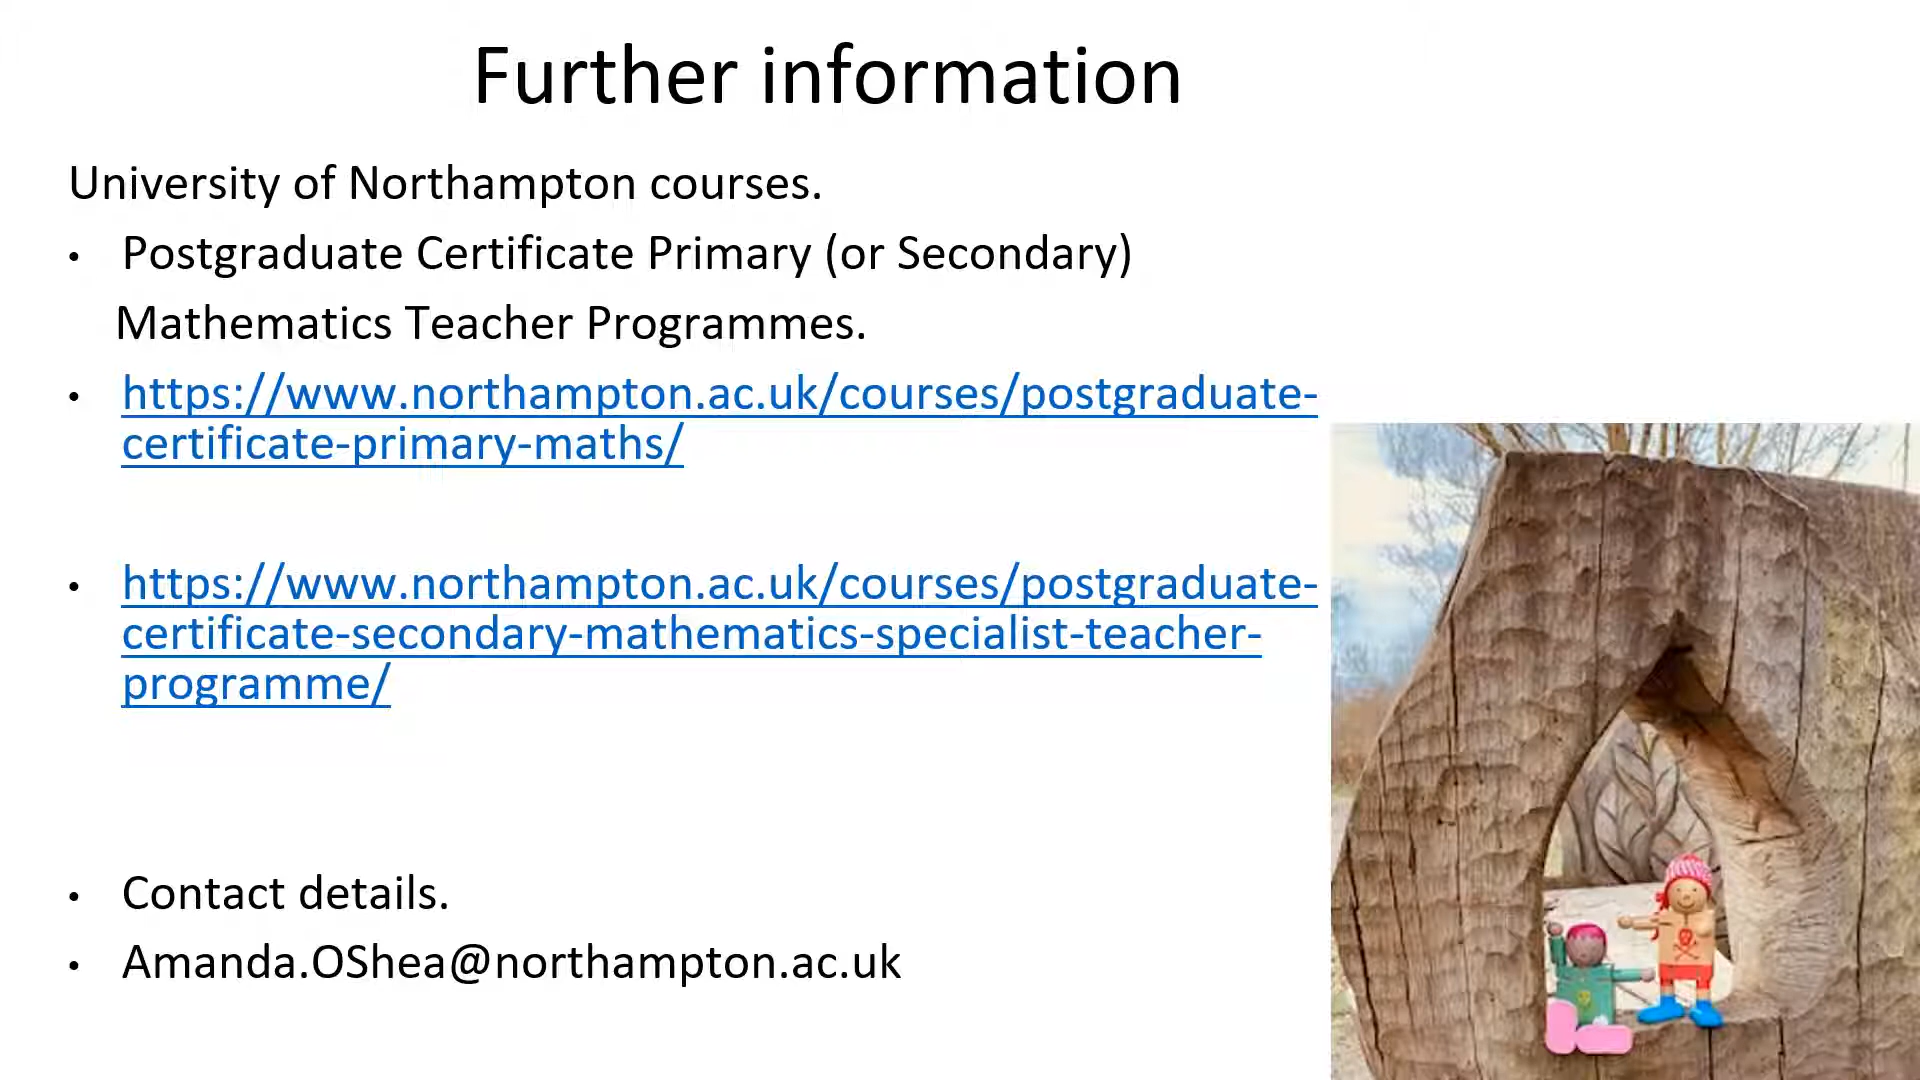 Further information
University of Northampton courses.
• Postgraduate Certificate Primary (or Secondary)
Mathematics Teacher Programmes.
• https://www.northampton.ac.uk/courses/postgraduate-
certificate-primary-maths/
• https://www.northampton.ac.uk/courses/postgraduate-
certificate-secondary-mathematics-specialist-teacher-
programme/
• Contact details.
• Amanda.OShea@northampton.ac.uk